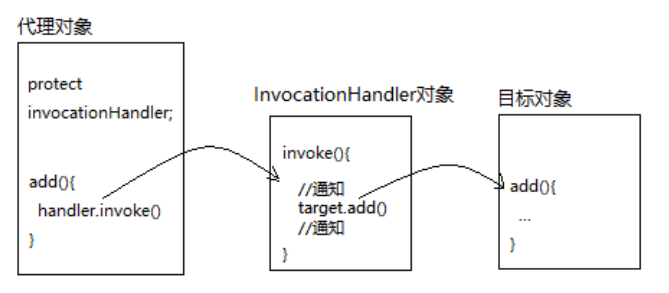 代理对象
protect
invocationHandler;
add(){
handler.invoke()
}
InvocationHandler对象
invoke(){
//通知
target.add()
//通知
}
目标对象
add(){
...
}